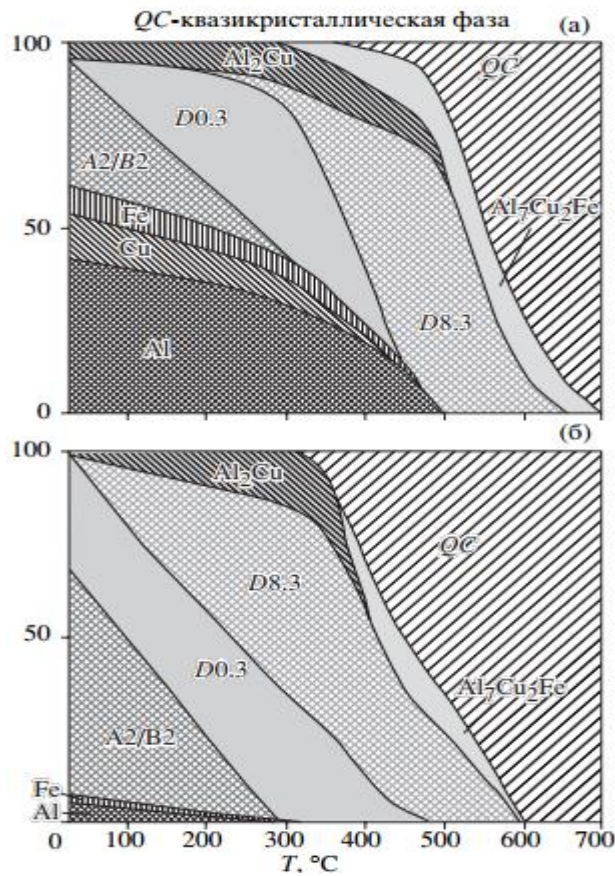 QC-квазикристаллическая фаза
(а)
100
Al2Cu
QC
D0.3
A2/B2
Al7Cu2Fe
50
Fe
Cu
D8.3
Al
0
(б)
100
Al2Cu
QC
D8.3
50
D0.3
Al7Cu2Fe
A2/B2
Fe
Al
0 100 200 300 400 500 600 700
T, °C